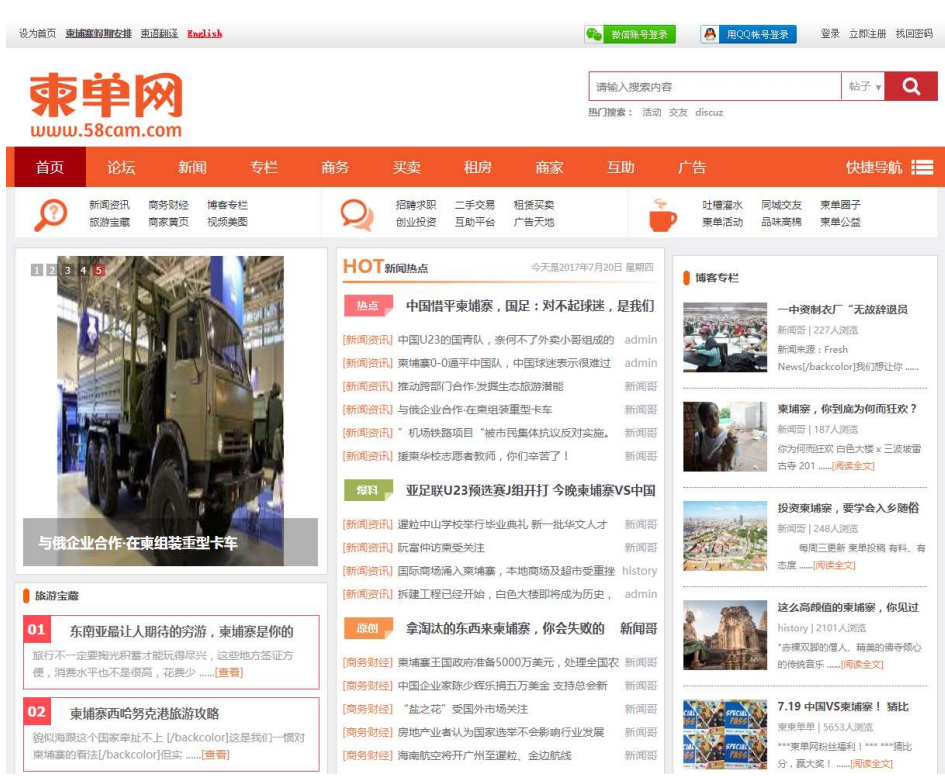 设为首页 柬埔寨假期安排 柬语翻译 English
微信账号登录 用QQ帐号登录 登录 立即注册 找回密码
柬单网
www.58cam.com
请输入搜索内容 帖子
热门搜索： 活动 交友 discuz
首页 论坛 新闻 专栏 商务 买卖 租房 商家 互助 广告 快捷导航
新闻资讯 商务财经 博客专栏
旅游宝藏 商家黄页 视频美图
招聘求职 二手交易 租赁买卖
创业投资 互助平台 广告天地
吐槽灌水 同城交友 柬单圈子
柬单活动 品味高棉 柬单公益
1 2 3 4 5
与俄企业合作·在柬组装重型卡车
旅游宝藏
01 东南亚最让人期待的穷游，柬埔寨是你的
旅行不一定要掏光积蓄才能玩得尽兴，这些地方签证方
便，消费水平也不是很高，花费少 ......[查看]
02 柬埔寨西哈努克港旅游攻略
貌似海跟这个国家牵扯不上 [/backcolor]这是我们一惯对
柬埔寨的看法[/backcolor]但实 ......[查看]
HOT新闻热点 今天是2017年7月20日 星期四
热点 中国惜平柬埔寨，国足：对不起球迷，是我们
[新闻资讯] 中国U23的国青队，奈何不了外卖小哥组成的 admin
[新闻资讯] 柬埔寨0-0逼平中国队，中国球迷表示很难过 admin
[新闻资讯] 推动跨部门合作·发掘生态旅游潜能 新闻哥
[新闻资讯] 与俄企业合作·在柬组装重型卡车 新闻哥
[新闻资讯] ＂机场铁路项目＂被市民集体抗议反对实施。 新闻哥
[新闻资讯] 援柬华校志愿者教师，你们辛苦了！ 新闻哥
爆料 亚足联U23预选赛J组开打 今晚柬埔寨VS中国
[新闻资讯] 暹粒中山学校举行毕业典礼 新一批华文人才 新闻哥
[新闻资讯] 阮富仲访柬受关注 新闻哥
[新闻资讯] 国际商场涌入柬埔寨，本地商场及超市受重挫 history
[新闻资讯] 拆建工程已经开始，白色大楼即将成为历史， admin
原创 拿淘汰的东西来柬埔寨，你会失败的 新闻哥
[商务财经] 柬埔寨王国政府准备5000万美元，处理全国农 新闻哥
[商务财经] 中国企业家陈少辉乐捐五万美金 支持总会新 新闻哥
[商务财经] “盐之花”受国外市场关注 新闻哥
[商务财经] 房地产业者认为国家选举不会影响行业发展 新闻哥
[商务财经] 海南航空将开广州至暹粒、金边航线 新闻哥
博客专栏
一中资制衣厂“无故辞退员
新闻哥 | 227人浏览
新闻来源：Fresh
News[/backcolor]我们想让你 ......
柬埔寨，你到底为何而狂欢？
新闻哥 | 187人浏览
你为何而狂欢 白色大楼 x 三波坡雷
古寺 201 ......[阅读全文]
投资柬埔寨，要学会入乡随俗
新闻哥 | 248人浏览
每周三更新 柬单投稿 有料、有
态度 ......[阅读全文]
这么高颜值的柬埔寨，你见过
history | 2101人浏览
"赤裸双脚的僧人、精美的佛寺倾心
的传统音乐 ......[阅读全文]
7.19 中国VS柬埔寨！ 猜比
柬柬单单 | 5653人浏览
***柬单网粉丝福利！*** ***猜比
分，赢大奖！ ......[阅读全文]